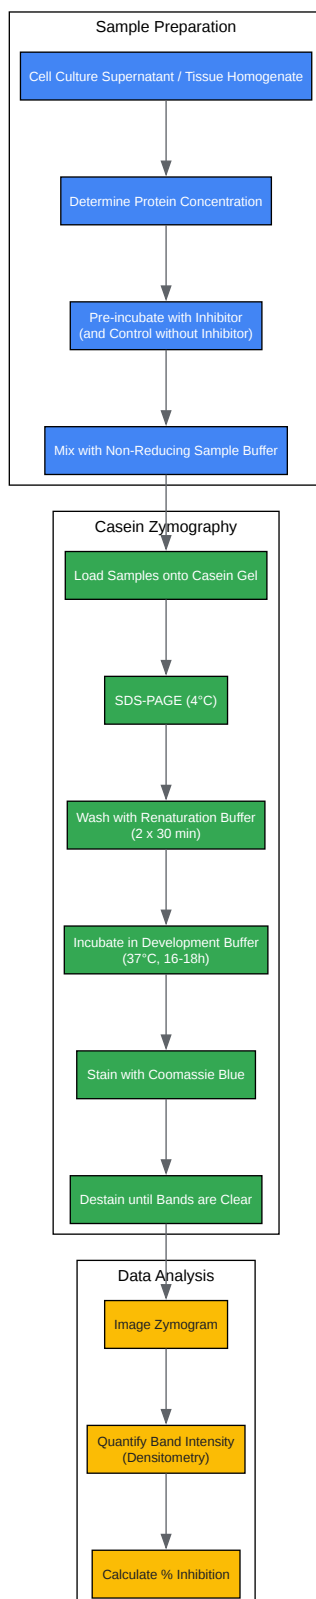 Sample Preparation
Cell Culture Supernatant / Tissue Homogenate
Determine Protein Concentration
Pre-incubate with Inhibitor
(and Control without Inhibitor)
Mix with Non-Reducing Sample Buffer
Casein Zymography
Load Samples onto Casein Gel
SDS-PAGE (4°C)
Wash with Renaturation Buffer
(2 x 30 min)
Incubate in Development Buffer
(37°C, 16-18h)
Stain with Coomassie Blue
Destain until Bands are Clear
Data Analysis
Image Zymogram
Quantify Band Intensity
(Densitometry)
Calculate % Inhibition